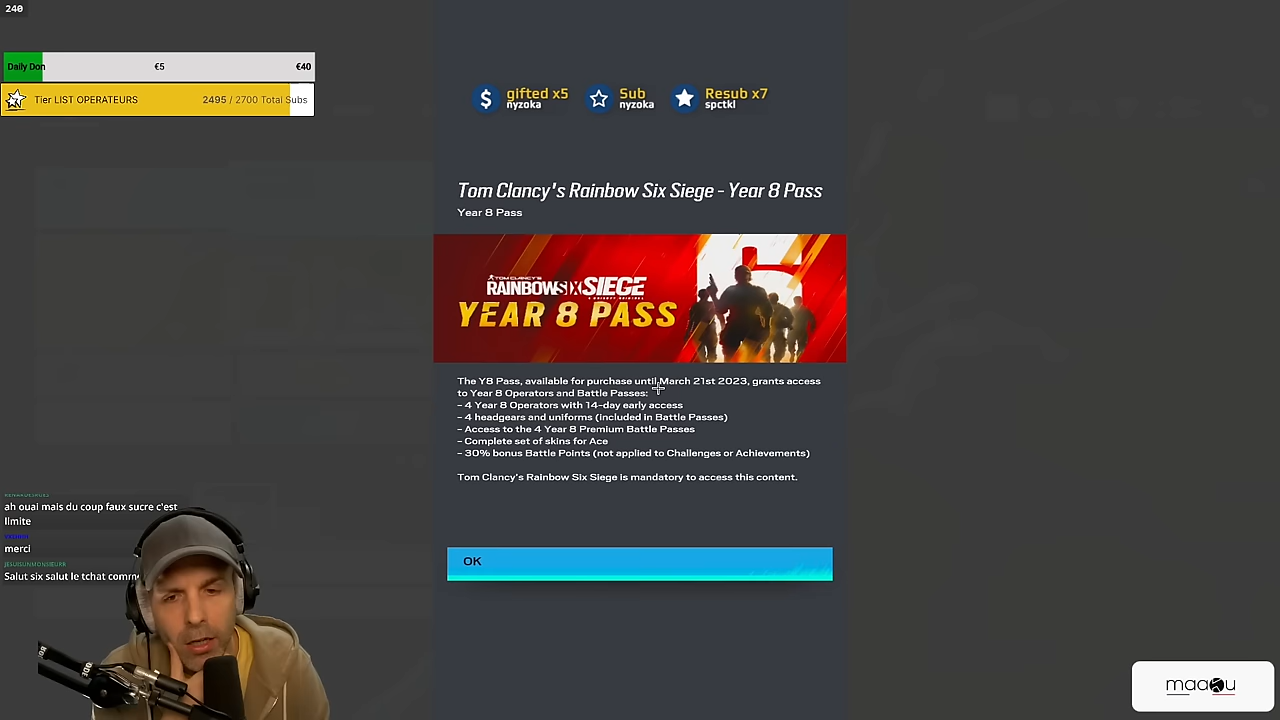 240
Daily Don
€5
€40
Tier LIST OPERATEURS
2495 / 2700 Total Subs
gifted x5
nyzoka
Sub
nyzoka
Resub x7
spctkl
Tom Clancy's Rainbow Six Siege - Year 8 Pass
Year 8 Pass
TOM CLANCY'S
RAINBOWSIX SIEGE
YEAR 8 PASS
The Y8 Pass, available for purchase until March 21st 2023, grants access
to Year 8 Operators and Battle Passes:
- 4 Year 8 Operators with 14-day early access
- 4 headgears and uniforms (included in Battle Passes)
- Access to the 4 Year 8 Premium Battle Passes
- Complete set of skins for Ace
- 30% bonus Battle Points (not applied to Challenges or Achievements)
Tom Clancy's Rainbow Six Siege is mandatory to access this content.
OK
ah ouai mais du coup faux sucre c'est
limite
merci
JESUISUNMONSIEURR
Salut six salut le tchat comm
maaou